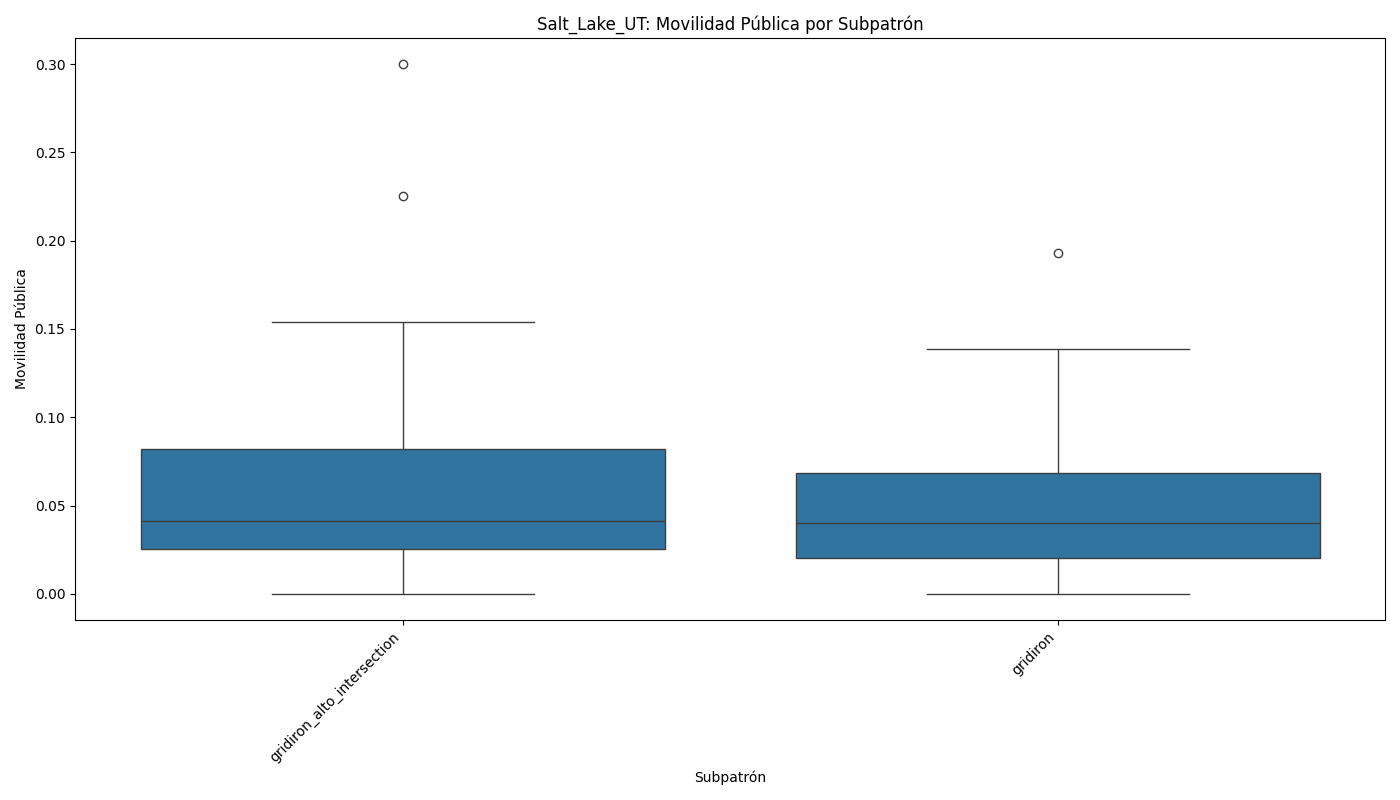 Salt_Lake_UT: Movilidad Pública por Subpatrón
Movilidad Pública
0.30
0.25
0.20
0.15
0.10
0.05
0.00
gridiron_alto_intersection
gridiron
Subpatrón